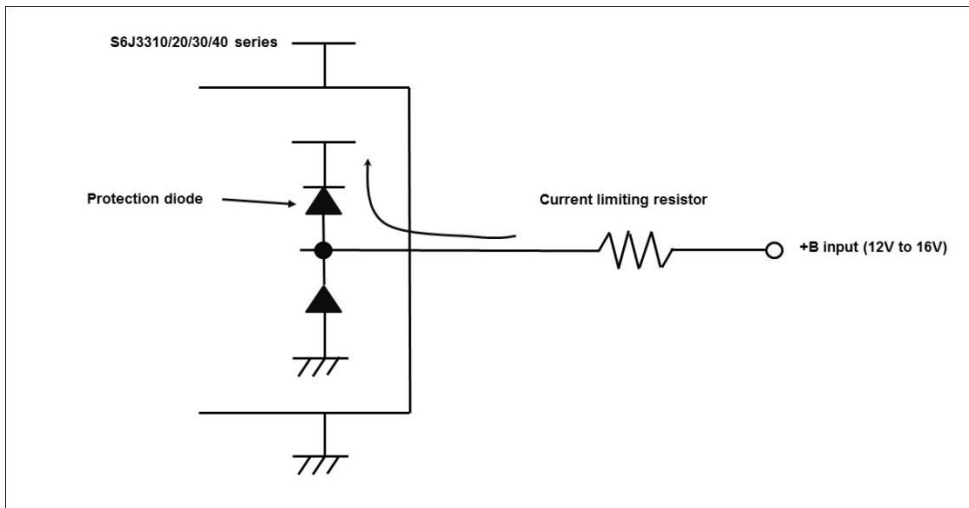 S6J3310/20/30/40 series
Protection diode
Current limiting resistor
+B input (12V to 16V)